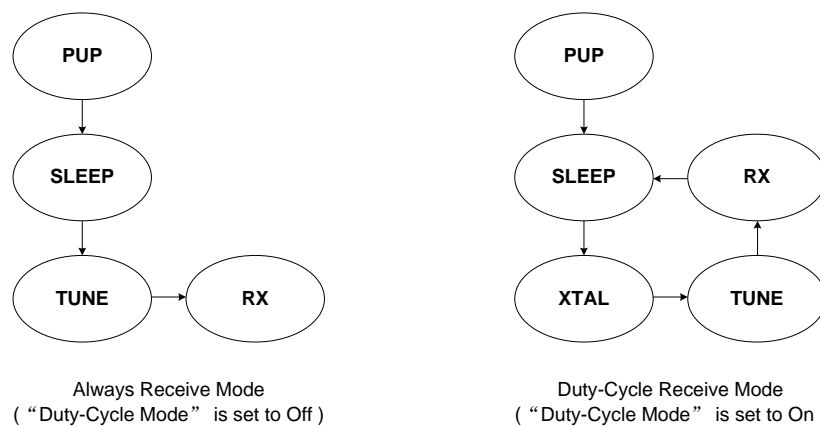 PUP
SLEEP
TUNE
RX
Always Receive Mode
( “Duty-Cycle Mode” is set to Off )
PUP
SLEEP
RX
XTAL
TUNE
Duty-Cycle Receive Mode
( “Duty-Cycle Mode” is set to On